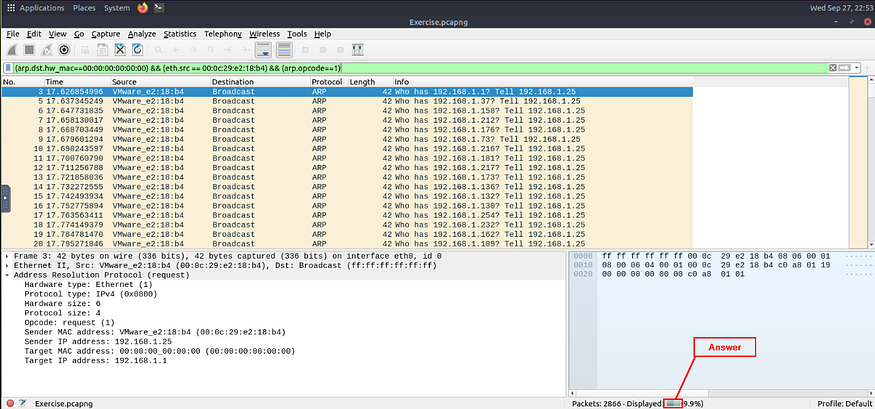 Applications Places System Wed Sep 27, 22:53
Exercise.pcapng
File Edit View Go Capture Analyze Statistics Telephony Wireless Tools Help
(arp.dst.hw_mac==00:00:00:00:00:00) && (eth.src == 00:0c:29:e2:18:b4) && (arp.opcode==1)
No. Time Source Destination Protocol Length Info
3 17.626854996 VMware_e2:18:b4 Broadcast ARP 42 Who has 192.168.1.1? Tell 192.168.1.25
5 17.637345249 VMware_e2:18:b4 Broadcast ARP 42 Who has 192.168.1.37? Tell 192.168.1.25
6 17.647731835 VMware_e2:18:b4 Broadcast ARP 42 Who has 192.168.1.158? Tell 192.168.1.25
7 17.658130017 VMware_e2:18:b4 Broadcast ARP 42 Who has 192.168.1.212? Tell 192.168.1.25
8 17.668703449 VMware_e2:18:b4 Broadcast ARP 42 Who has 192.168.1.176? Tell 192.168.1.25
9 17.679601294 VMware_e2:18:b4 Broadcast ARP 42 Who has 192.168.1.73? Tell 192.168.1.25
10 17.690243597 VMware_e2:18:b4 Broadcast ARP 42 Who has 192.168.1.216? Tell 192.168.1.25
11 17.700760790 VMware_e2:18:b4 Broadcast ARP 42 Who has 192.168.1.181? Tell 192.168.1.25
12 17.711256788 VMware_e2:18:b4 Broadcast ARP 42 Who has 192.168.1.217? Tell 192.168.1.25
13 17.721858036 VMware_e2:18:b4 Broadcast ARP 42 Who has 192.168.1.173? Tell 192.168.1.25
14 17.732272555 VMware_e2:18:b4 Broadcast ARP 42 Who has 192.168.1.136? Tell 192.168.1.25
15 17.742493934 VMware_e2:18:b4 Broadcast ARP 42 Who has 192.168.1.132? Tell 192.168.1.25
16 17.752775894 VMware_e2:18:b4 Broadcast ARP 42 Who has 192.168.1.130? Tell 192.168.1.25
17 17.763563411 VMware_e2:18:b4 Broadcast ARP 42 Who has 192.168.1.254? Tell 192.168.1.25
18 17.774149379 VMware_e2:18:b4 Broadcast ARP 42 Who has 192.168.1.232? Tell 192.168.1.25
19 17.784781470 VMware_e2:18:b4 Broadcast ARP 42 Who has 192.168.1.162? Tell 192.168.1.25
20 17.795271846 VMware_e2:18:b4 Broadcast ARP 42 Who has 192.168.1.109? Tell 192.168.1.25
Frame 3: 42 bytes on wire (336 bits), 42 bytes captured (336 bits) on interface eth0, id 0
Ethernet II, Src: VMware_e2:18:b4 (00:0c:29:e2:18:b4), Dst: Broadcast (ff:ff:ff:ff:ff:ff)
Address Resolution Protocol (request)
Hardware type: Ethernet (1)
Protocol type: IPv4 (0x0800)
Hardware size: 6
Protocol size: 4
Opcode: request (1)
Sender MAC address: VMware_e2:18:b4 (00:0c:29:e2:18:b4)
Sender IP address: 192.168.1.25
Target MAC address: 00:00:00_00:00:00 (00:00:00:00:00:00)
Target IP address: 192.168.1.1
0000 ff ff ff ff ff ff 00 0c 29 e2 18 b4 08 06 00 01
0010 08 00 06 04 00 01 00 0c 29 e2 18 b4 c0 a8 01 19
0020 00 00 00 00 00 00 c0 a8 01 01
Answer
Exercise.pcapng Packets: 2866 · Displayed: 9.9%) Profile: Default